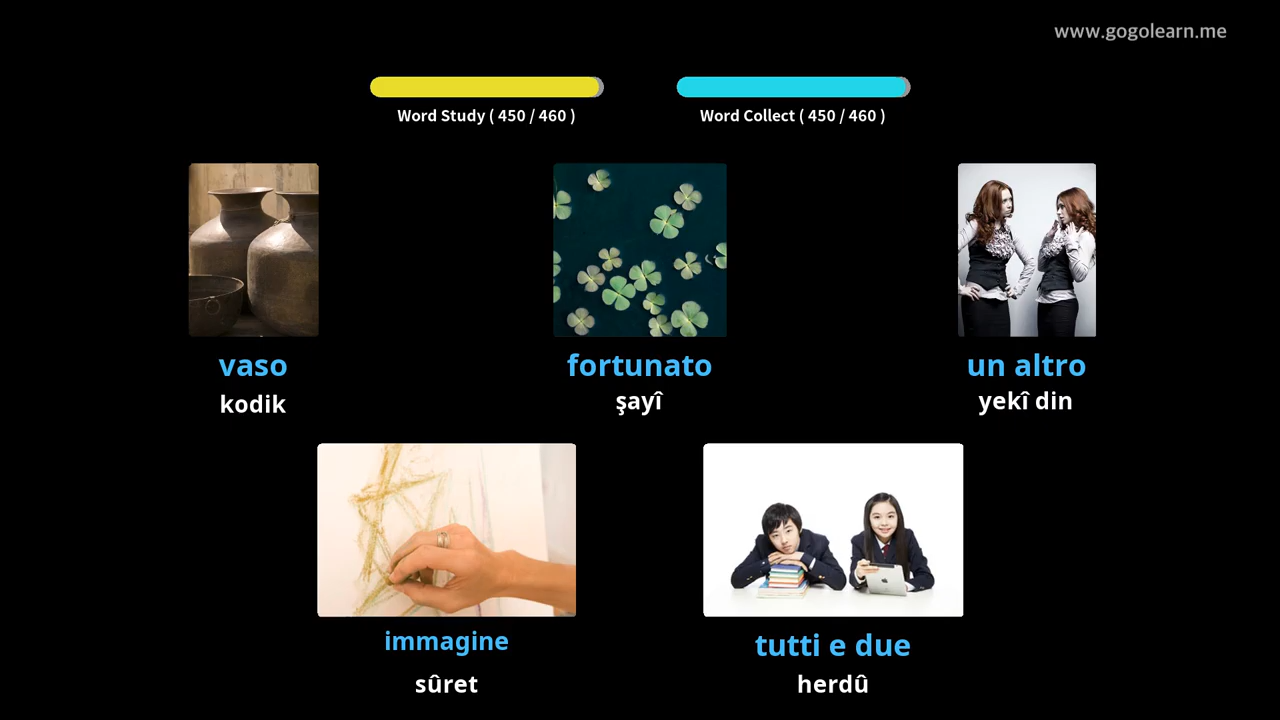 www.gogolearn.me
Word Study ( 450 / 460 )
Word Collect ( 450 / 460 )
vaso
fortunato
un altro
kodik
şayî
yekî din
immagine
tutti e due
sûret
herdû